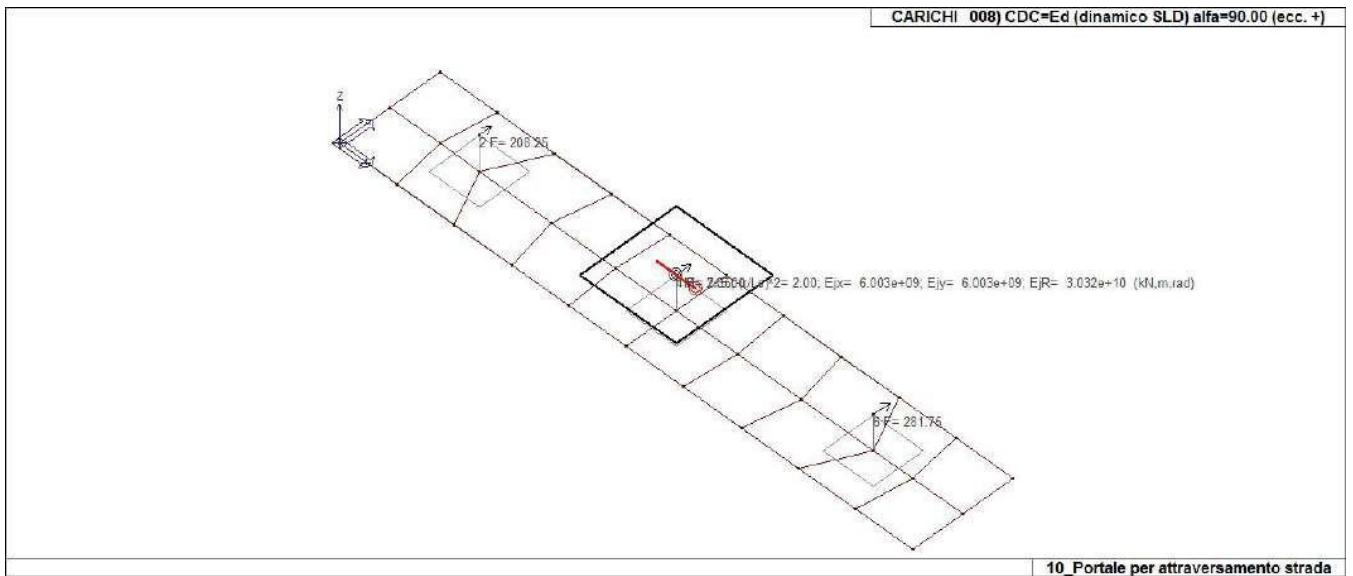 CARICHI 008) CDC=Ed (dinamico SLD) alfa=90.00 (ecc. +)
Z
2 F= 208.25
2= 2.00; Ejx= 6.003e+09; Ejy= 6.003e+09; EjR= 3.032e+10 (kN,m,rad)
6 F= 281.75
10_Portale per attraversamento strada